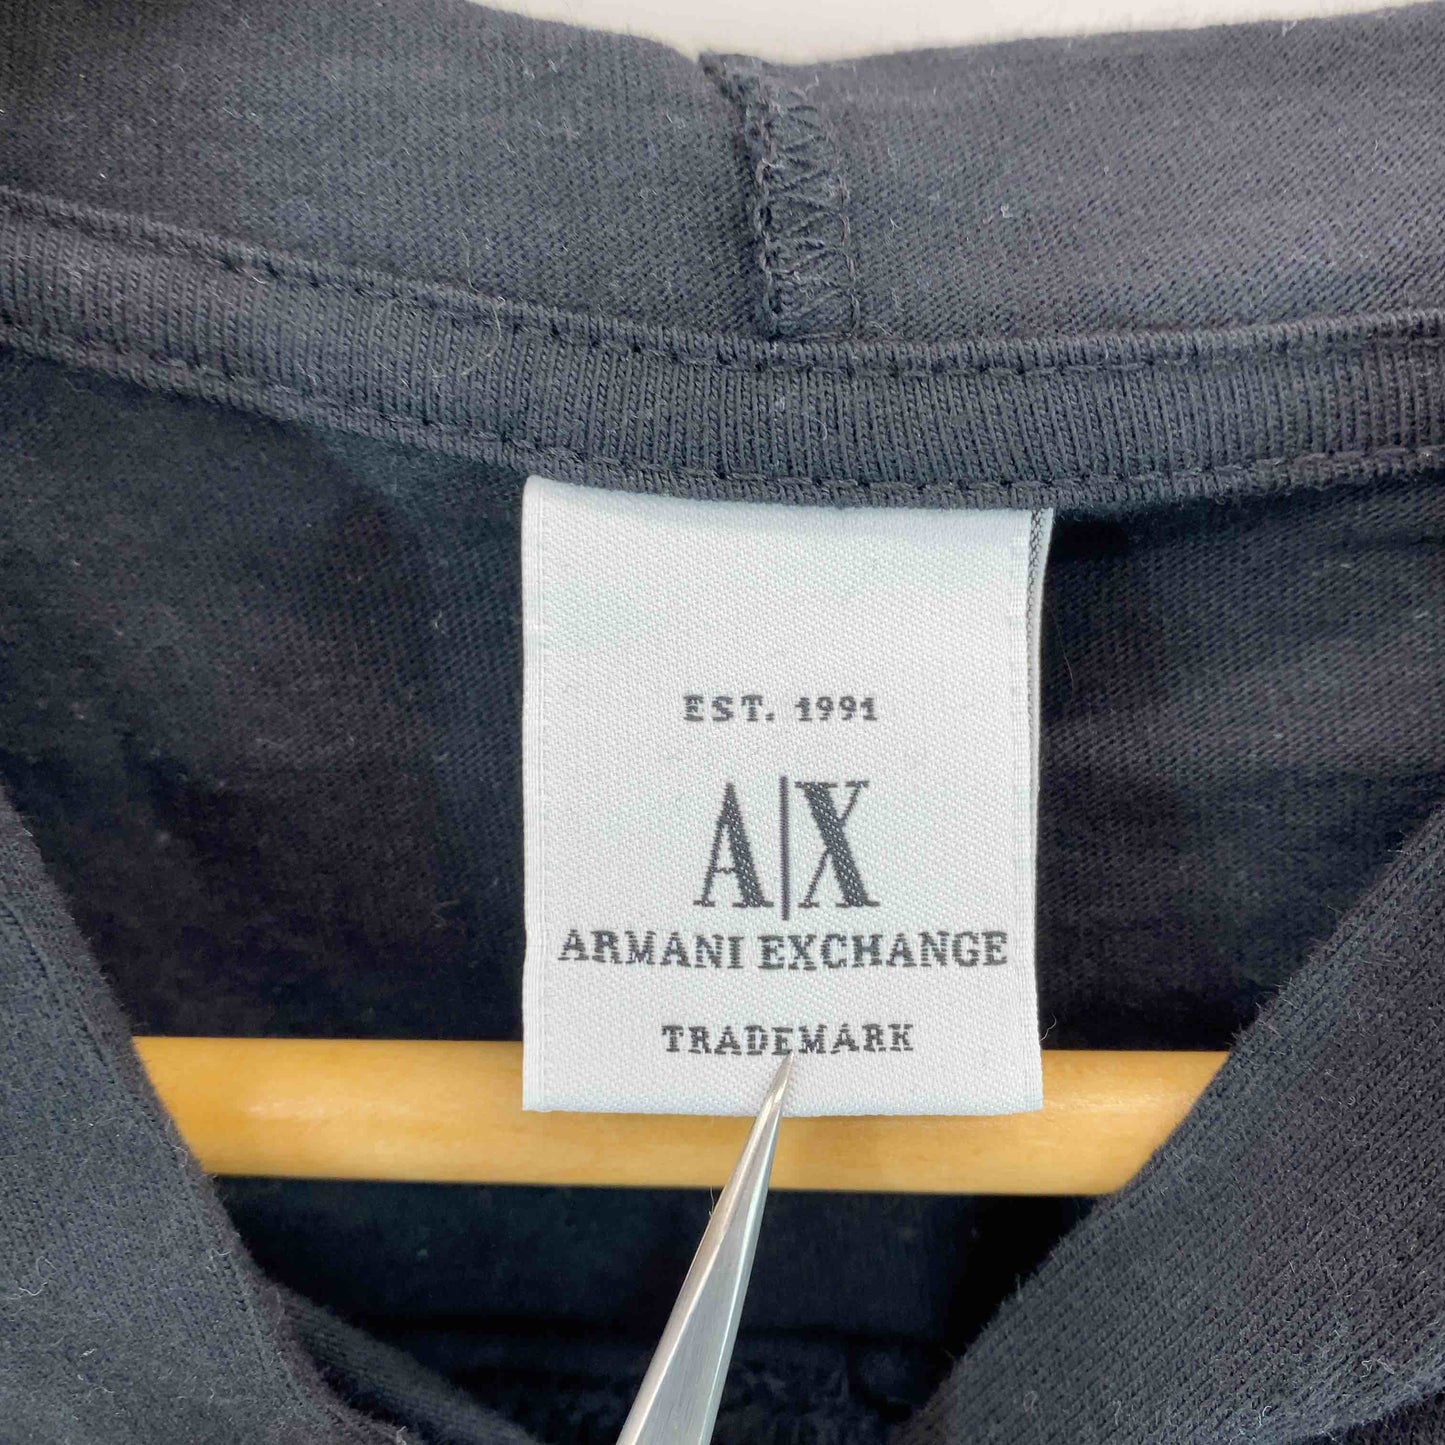 EST. 1991
A|X
ARMANI EXCHANGE
TRADEMARK